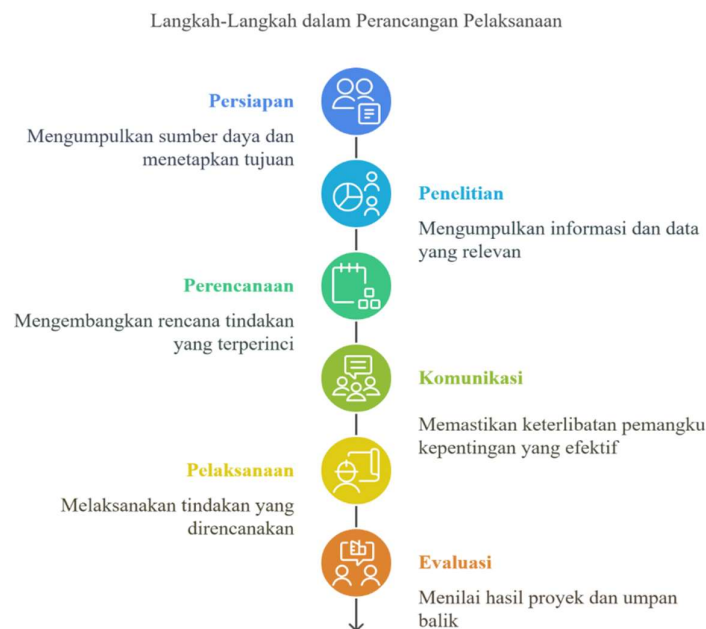 Langkah-Langkah dalam Perancangan Pelaksanaan
Persiapan
Mengumpulkan sumber daya dan
menetapkan tujuan
Penelitian
Mengumpulkan informasi dan data
yang relevan
Perencanaan
Mengembangkan rencana tindakan
yang terperinci
Komunikasi
Memastikan keterlibatan pemangku
kepentingan yang efektif
Pelaksanaan
Melaksanakan tindakan yang
direncanakan
Evaluasi
Menilai hasil proyek dan umpan
balik